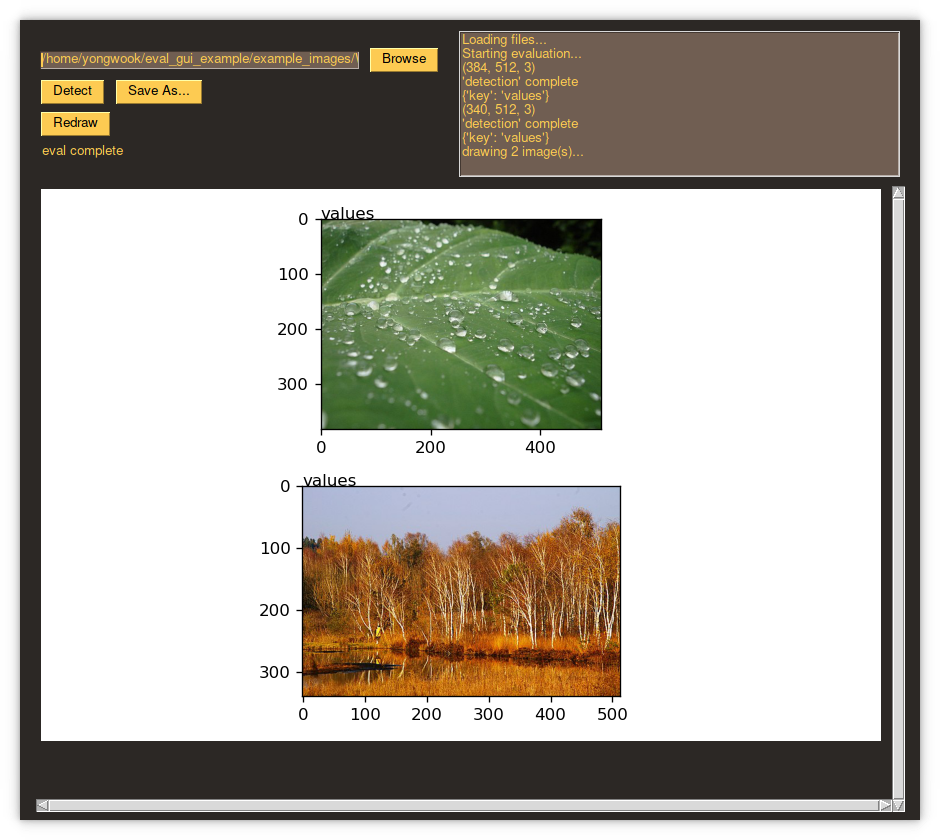 /home/yongwook/eval_gui_example/example_images/
Browse
Detect
Save As...
Redraw
eval complete
Loading files...
Starting evaluation...
(384, 512, 3)
'detection' complete
{'key': 'values'}
(340, 512, 3)
'detection' complete
{'key': 'values'}
drawing 2 image(s)...
values
0
100
200
300
0 200 400
values
0
100
200
300
0 100 200 300 400 500